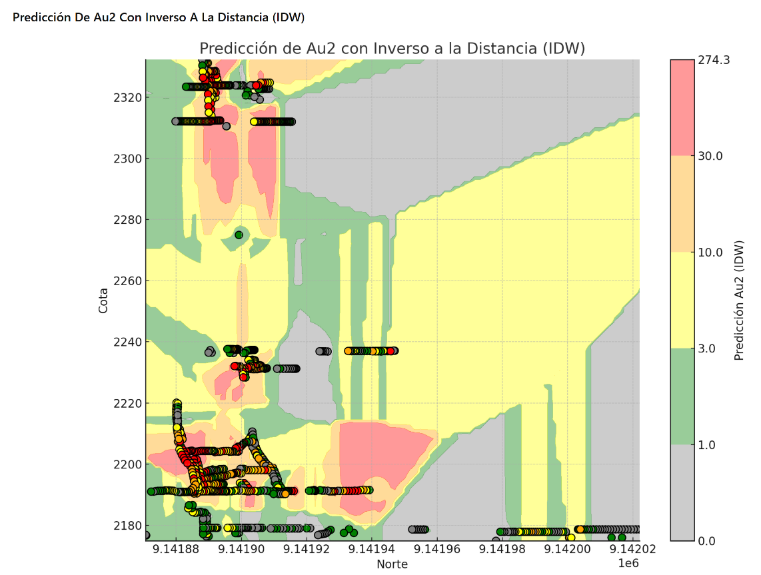 Predicción De Au2 Con Inverso A La Distancia (IDW)
Predicción de Au2 con Inverso a la Distancia (IDW)
274.3
2320
2300
30.0
2280
10.0
2260
Cota
Predicción Au2 (IDW)
2240
3.0
2220
1.0
2200
2180
0.0
9.14188 9.14190 9.14192 9.14194 9.14196 9.14198 9.14200 9.14202
Norte
1e6